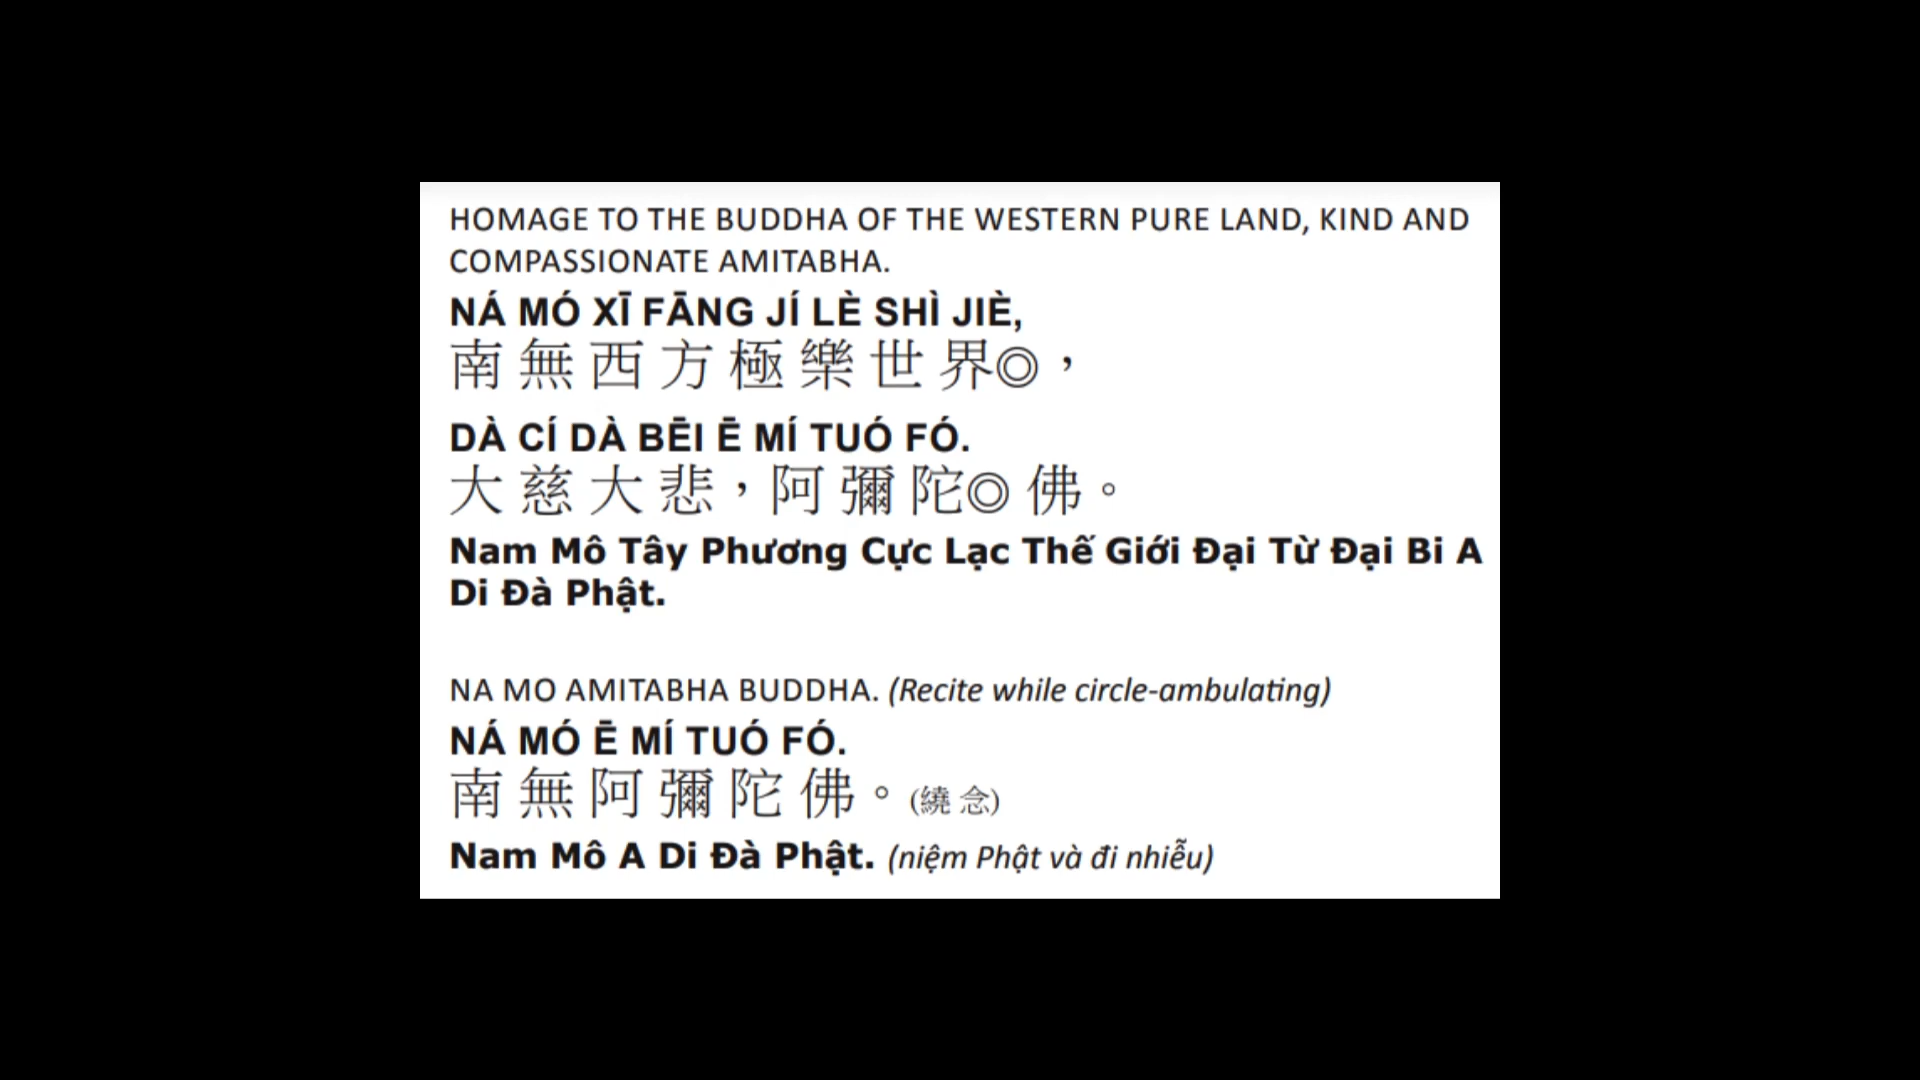 HOMAGE TO THE BUDDHA OF THE WESTERN PURE LAND, KIND AND
COMPASSIONATE AMITABHA.
NÁ MÓ XĪ FĀNG JÍ LÈ SHÌ JIÈ,
南 無 西 方 極 樂 世 界◎，
DÀ CÍ DÀ BĒI Ē MÍ TUÓ FÓ.
大 慈 大 悲，阿 彌 陀◎ 佛。
Nam Mô Tây Phương Cực Lạc Thế Giới Đại Từ Đại Bi A
Di Đà Phật.
NA MO AMITABHA BUDDHA. (Recite while circle-ambulating)
NÁ MÓ Ē MÍ TUÓ FÓ.
南 無 阿 彌 陀 佛。(繞 念)
Nam Mô A Di Đà Phật. (niệm Phật và đi nhiễu)